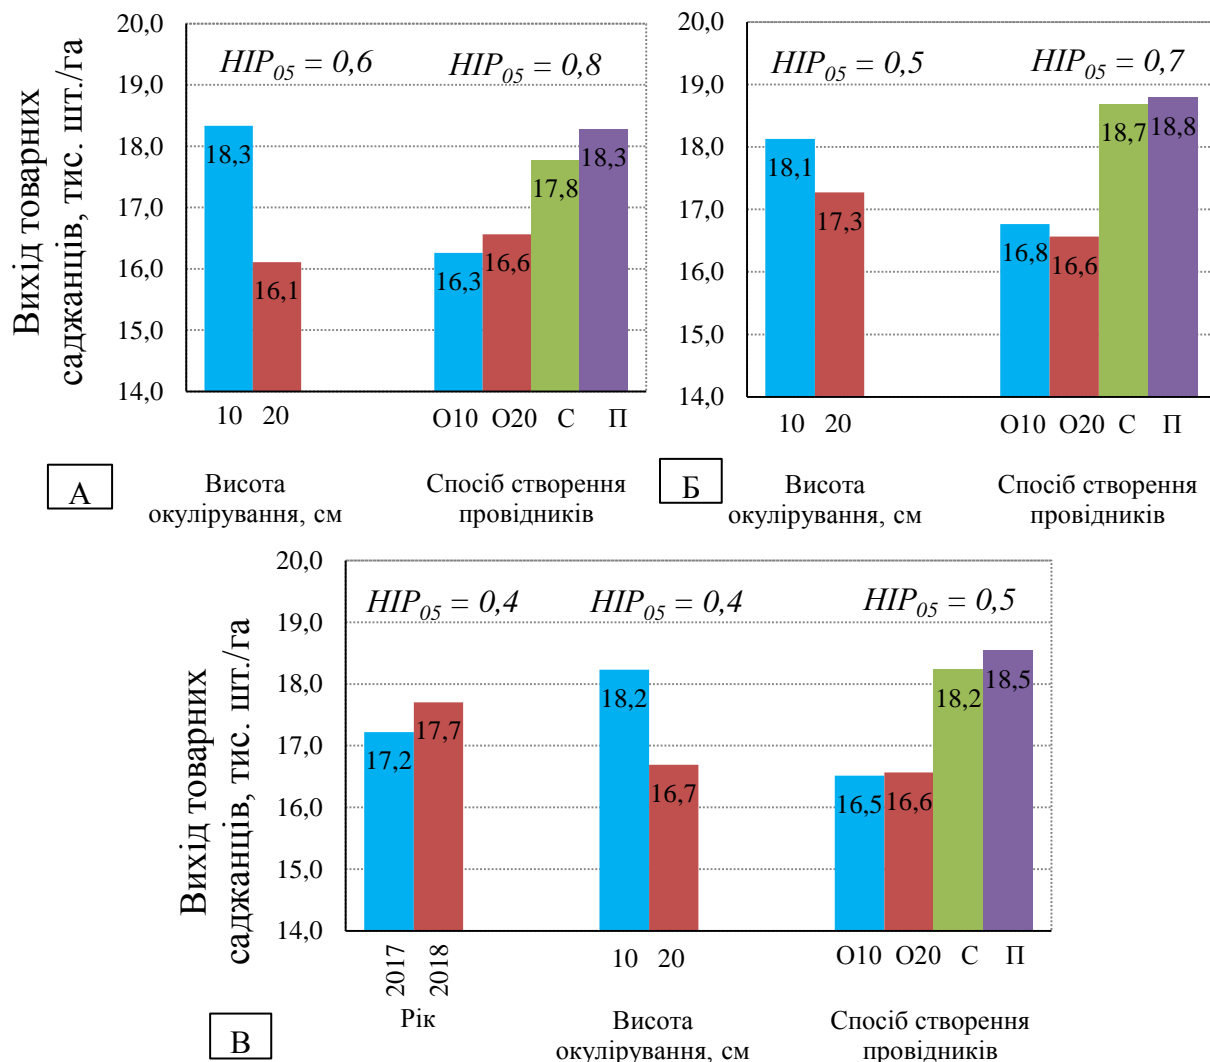 Вихід товарних
саджанців, тис. шт./га
20,0
19,0
18,0
17,0
16,0
15,0
14,0
НІР05 = 0,6
НІР05 = 0,8
18,3
16,1
16,3
16,6
17,8
18,3
10
20
О10
О20
С
П
А
Висота
окулірування, см
Спосіб створення
провідників
20,0
19,0
18,0
17,0
16,0
15,0
14,0
НІР05 = 0,5
НІР05 = 0,7
18,1
17,3
16,8
16,6
18,7
18,8
10
20
О10
О20
С
П
Б
Висота
окулірування, см
Спосіб створення
провідників
Вихід товарних
саджанців, тис. шт./га
20,0
19,0
18,0
17,0
16,0
15,0
14,0
НІР05 = 0,4
НІР05 = 0,4
НІР05 = 0,5
17,2
17,7
18,2
16,7
16,5
16,6
18,2
18,5
2017
2018
10
20
О10
О20
С
П
В
Рік
Висота
окулірування, см
Спосіб створення
провідників